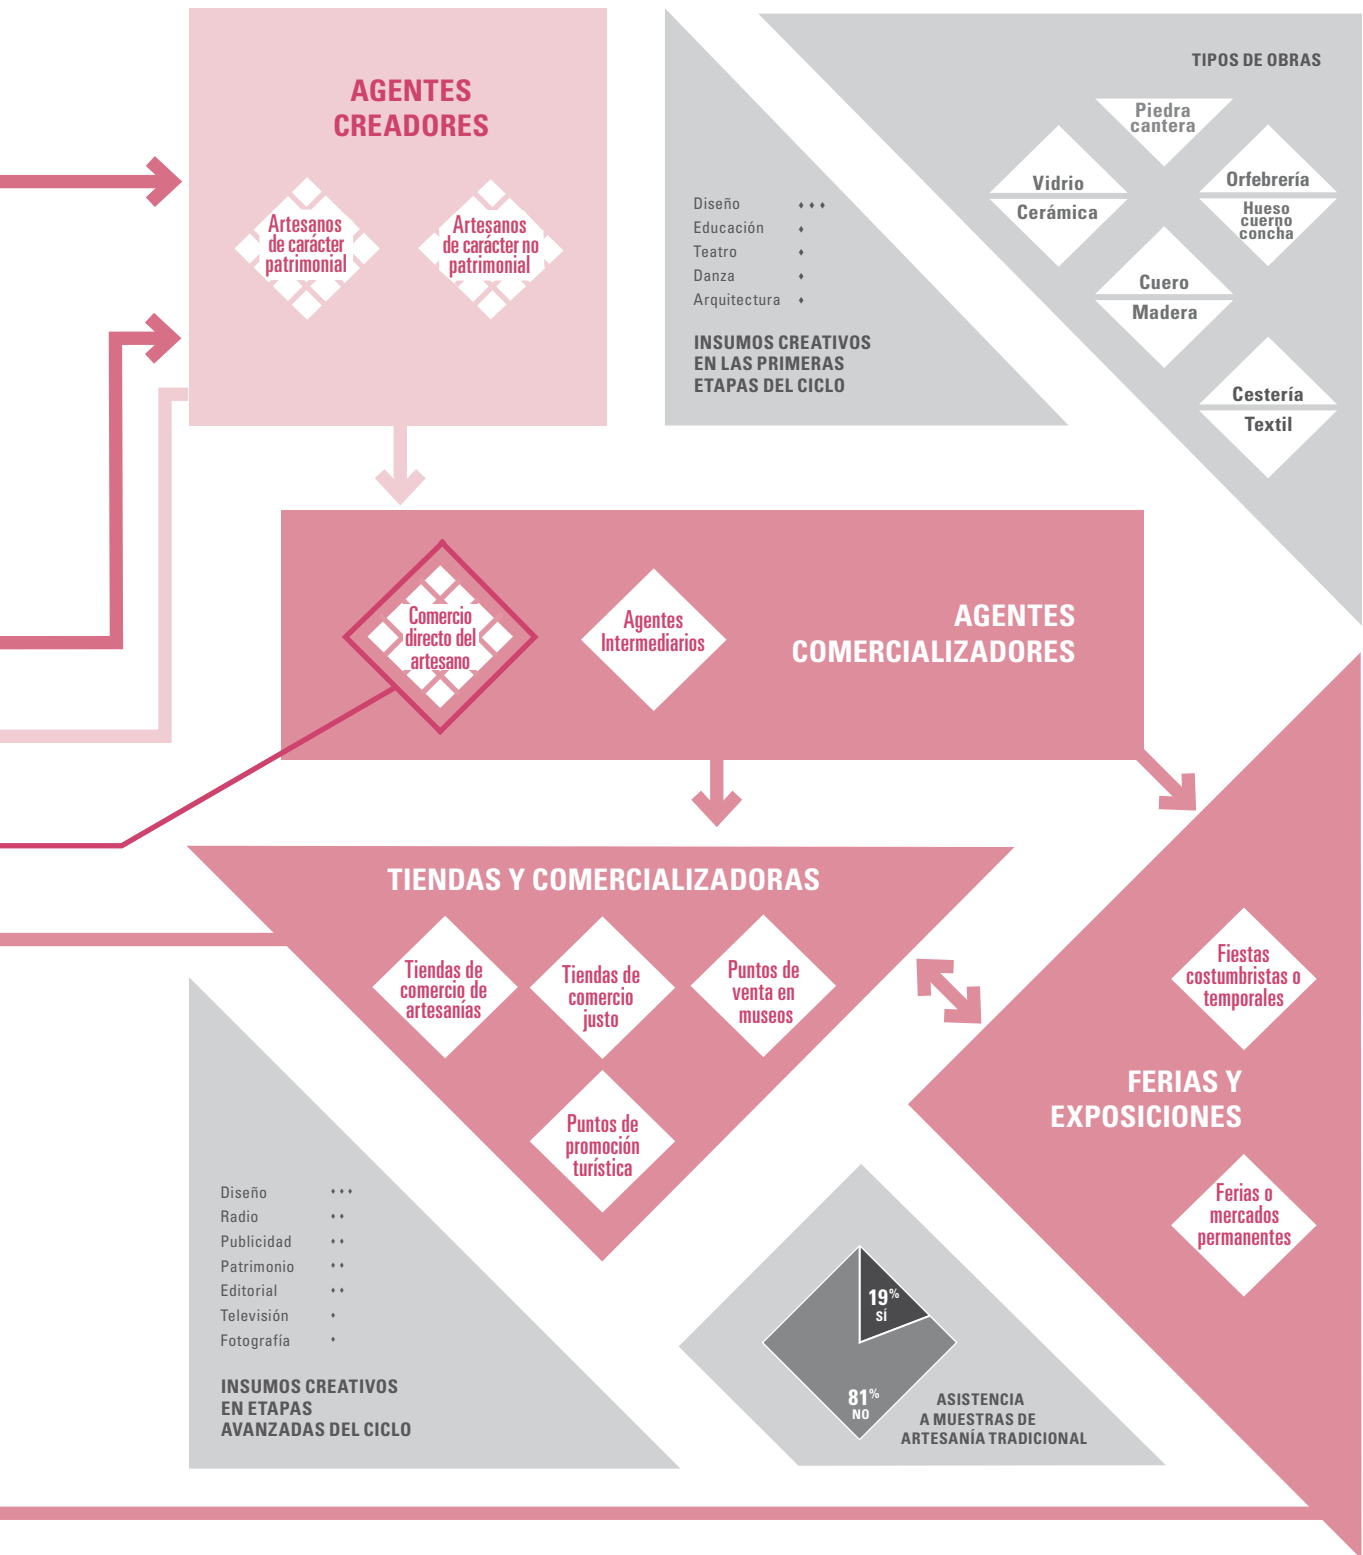 AGENTES
CREADORES
Artesanos
de carácter
patrimonial
Artesanos
de carácter no
patrimonial
Diseño ♦ ♦ ♦
Educación ♦
Teatro ♦
Danza ♦
Arquitectura ♦
INSUMOS CREATIVOS
EN LAS PRIMERAS
ETAPAS DEL CICLO
TIPOS DE OBRAS
Piedra
cantera
Vidrio
Cerámica
Orfebrería
Hueso
cuerno
concha
Cuero
Madera
Cestería
Textil
Comercio
directo del
artesano
Agentes
Intermediarios
AGENTES
COMERCIALIZADORES
TIENDAS Y COMERCIALIZADORAS
Tiendas de
comercio de
artesanías
Tiendas de
comercio
justo
Puntos de
venta en
museos
Puntos de
promoción
turística
Fiestas
costumbristas o
temporales
FERIAS Y
EXPOSICIONES
Ferias o
mercados
permanentes
Diseño ♦ ♦ ♦
Radio ♦ ♦
Publicidad ♦ ♦
Patrimonio ♦ ♦
Editorial ♦ ♦
Televisión ♦
Fotografía ♦
INSUMOS CREATIVOS
EN ETAPAS
AVANZADAS DEL CICLO
19%
SÍ
81%
NO
ASISTENCIA
A MUESTRAS DE
ARTESANÍA TRADICIONAL